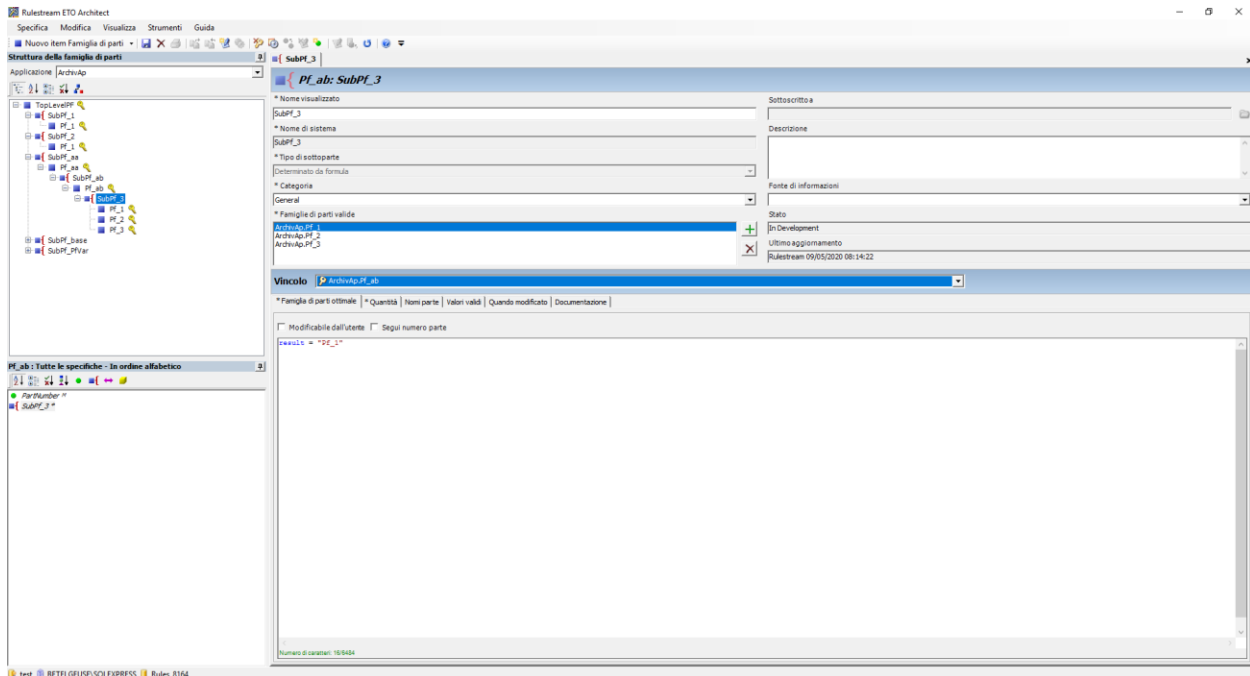 Rulestream ETO Architect
Specifica Modifica Visualizza Strumenti Guida
Nuovo item Famiglia di parti
Struttura della famiglia di parti
Applicazione ArchivAp
TopLevelPF
SubPf_1
Pf_1
SubPf_2
Pf_1
SubPf_aa
Pf_aa
SubPf_ab
Pf_ab
SubPf_3
Pf_1
Pf_2
Pf_3
SubPf_base
SubPf_PfVar
Pf_ab : Tutte le specifiche - In ordine alfabetico
PartNumber
SubPf_3 *
SubPf_3
Pf_ab: SubPf_3
* Nome visualizzato
SubPf_3
* Nome di sistema
SubPf_3
* Tipo di sottoparte
Determinato da formula
* Categoria
General
* Famiglie di parti valide
ArchivAp.Pf_1
ArchivAp.Pf_2
ArchivAp.Pf_3
Sottoscritto a
Descrizione
Fonte di informazioni
Stato
In Development
Ultimo aggiornamento
Rulestream 09/05/2020 08:14:22
Vincolo ArchivAp.Pf_ab
* Famiglia di parti ottimale * Quantità Nomi parte Valori validi Quando modificato Documentazione
Modificabile dall'utente Segui numero parte
result = "Pf_1"
Numero di caratteri: 16/6484
test BETELGEUSE\SQLEXPRESS Rules_8164